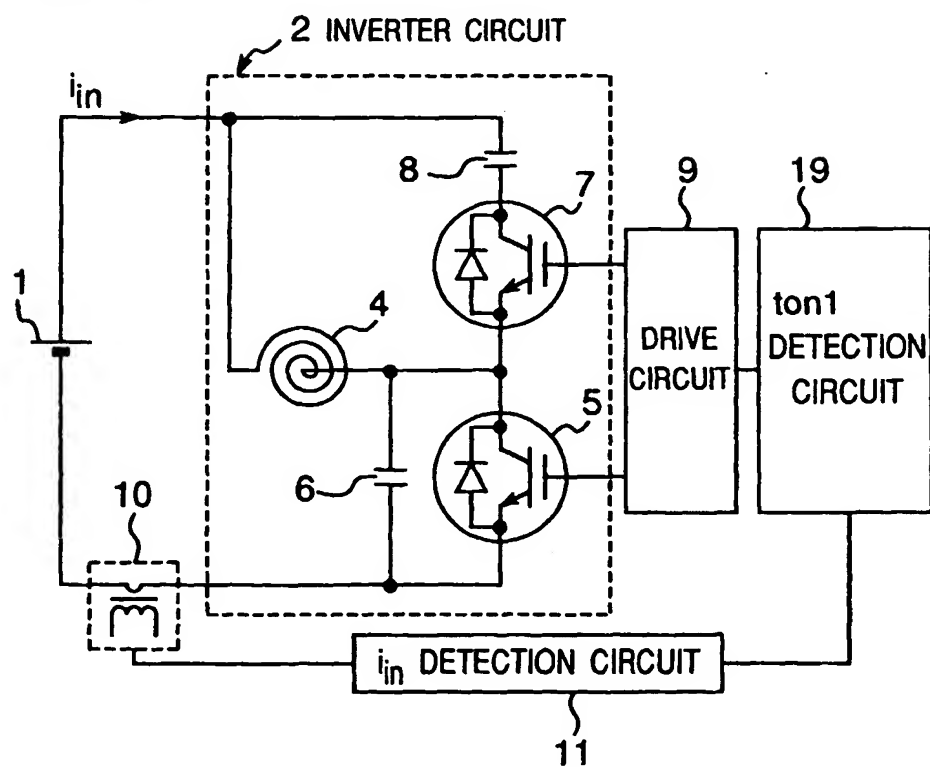 2 INVERTER CIRCUIT
iin
8
7
9
19
1
4
DRIVE
CIRCUIT
ton1
DETECTION
CIRCUIT
5
6
10
iin DETECTION CIRCUIT
11